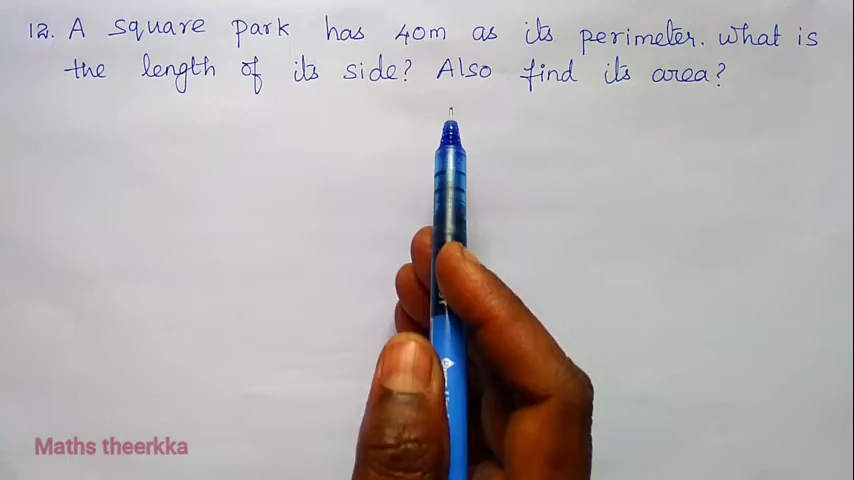 12. A square park has 40m as its perimeter. What is
the length of its side? Also find its area?
Maths theerkka